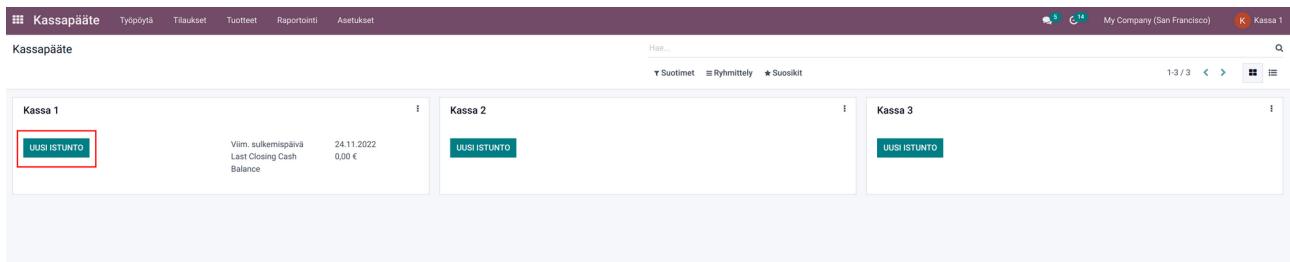 Kassapääte Työpöytä Tilaukset Tuotteet Raportointi Asetukset 5 14 My Company (San Francisco) K Kassa 1
Kassapääte Hae...
Suotimet Ryhmittely Suosikit 1-3 / 3
Kassa 1 Kassa 2 Kassa 3
UUSI ISTUNTO Viim. sulkemispäivä 24.11.2022 UUSI ISTUNTO UUSI ISTUNTO
Last Closing Cash 0,00 €
Balance